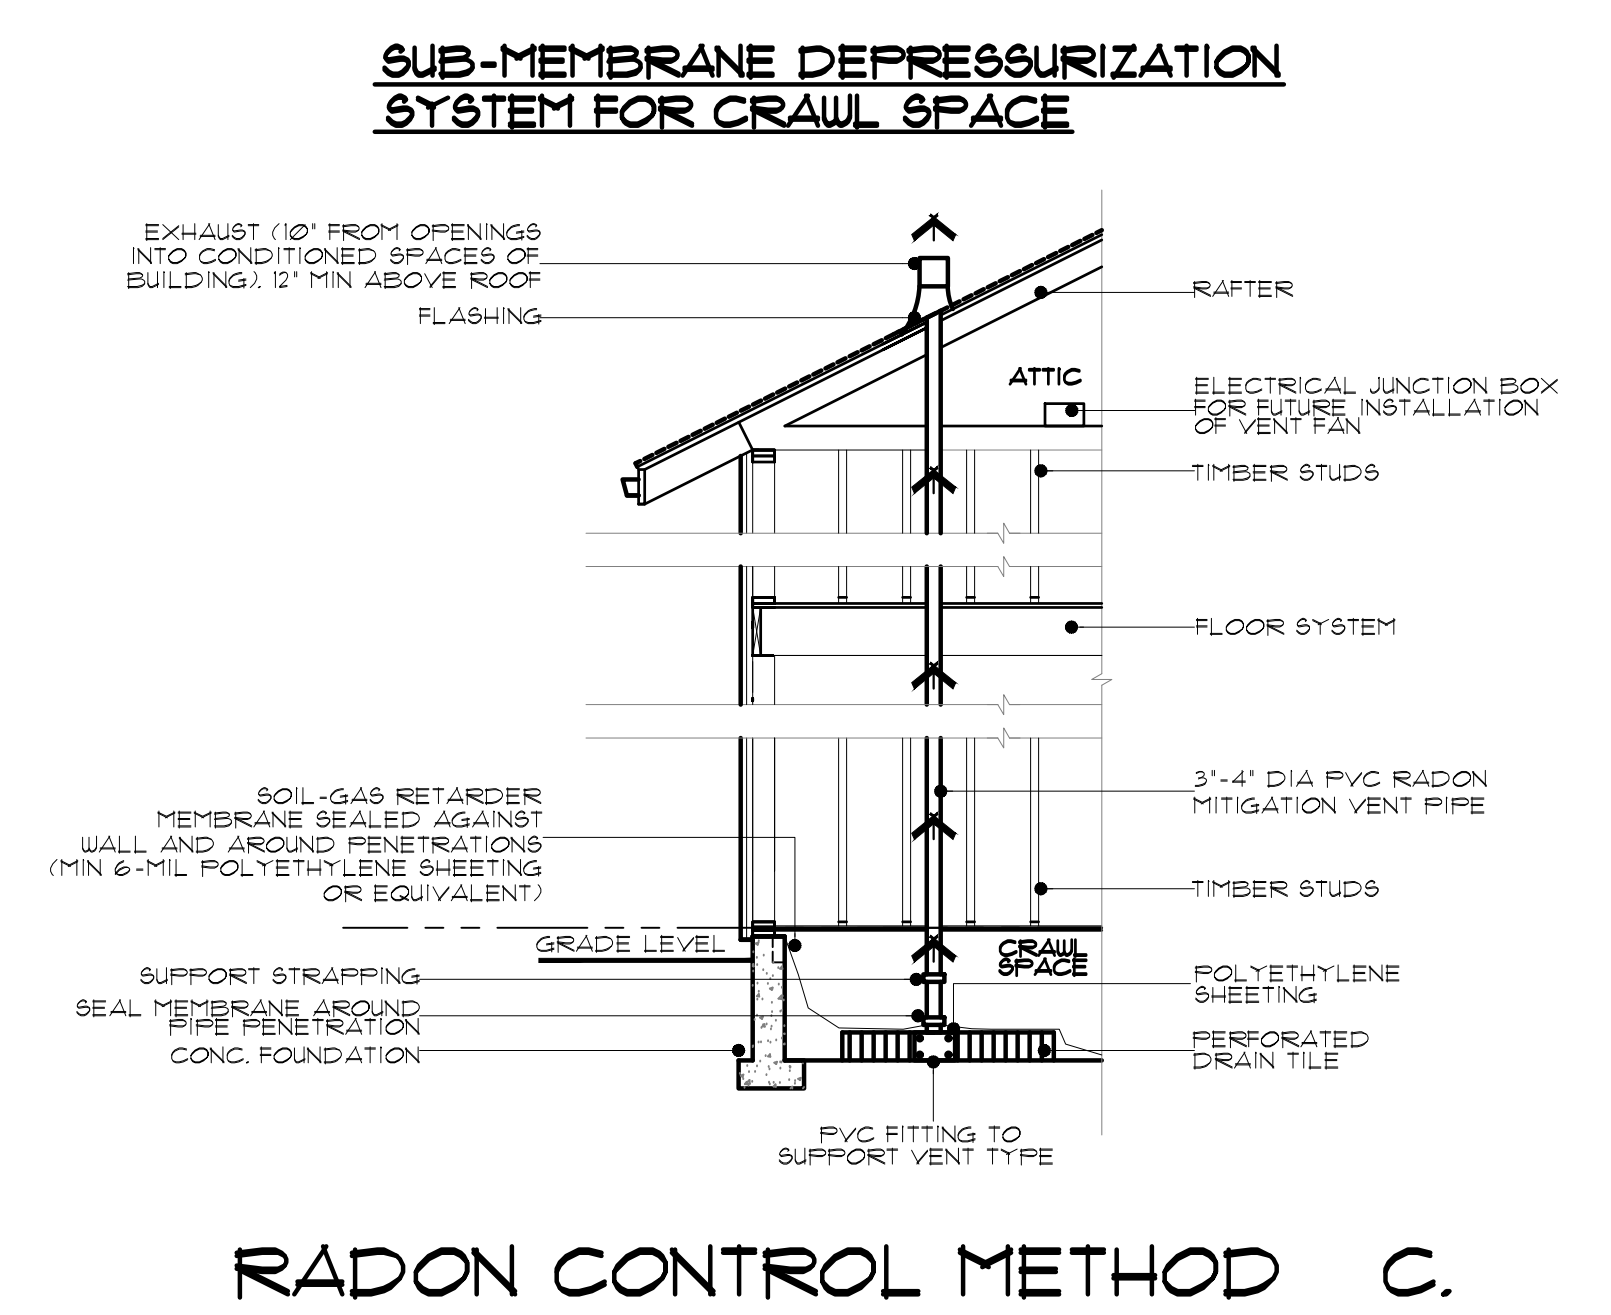 SUB-MEMBRANE DEPRESSURIZATION
SYSTEM FOR CRAWL SPACE
EXHAUST (10" FROM OPENINGS
INTO CONDITIONED SPACES OF
BUILDING). 12" MIN ABOVE ROOF
FLASHING
RAFTER
ATTIC
ELECTRICAL JUNCTION BOX
FOR FUTURE INSTALLATION
OF VENT FAN
TIMBER STUDS
FLOOR SYSTEM
3"-4" DIA PVC RADON
MITIGATION VENT PIPE
SOIL-GAS RETARDER
MEMBRANE SEALED AGAINST
WALL AND AROUND PENETRATIONS
(MIN 6-MIL POLYETHYLENE SHEETING
OR EQUIVALENT)
TIMBER STUDS
GRADE LEVEL
CRAWL
SPACE
SUPPORT STRAPPING
SEAL MEMBRANE AROUND
PIPE PENETRATION
CONC. FOUNDATION
POLYETHYLENE
SHEETING
PERFORATED
DRAIN TILE
PVC FITTING TO
SUPPORT VENT TYPE
RADON CONTROL METHOD C.